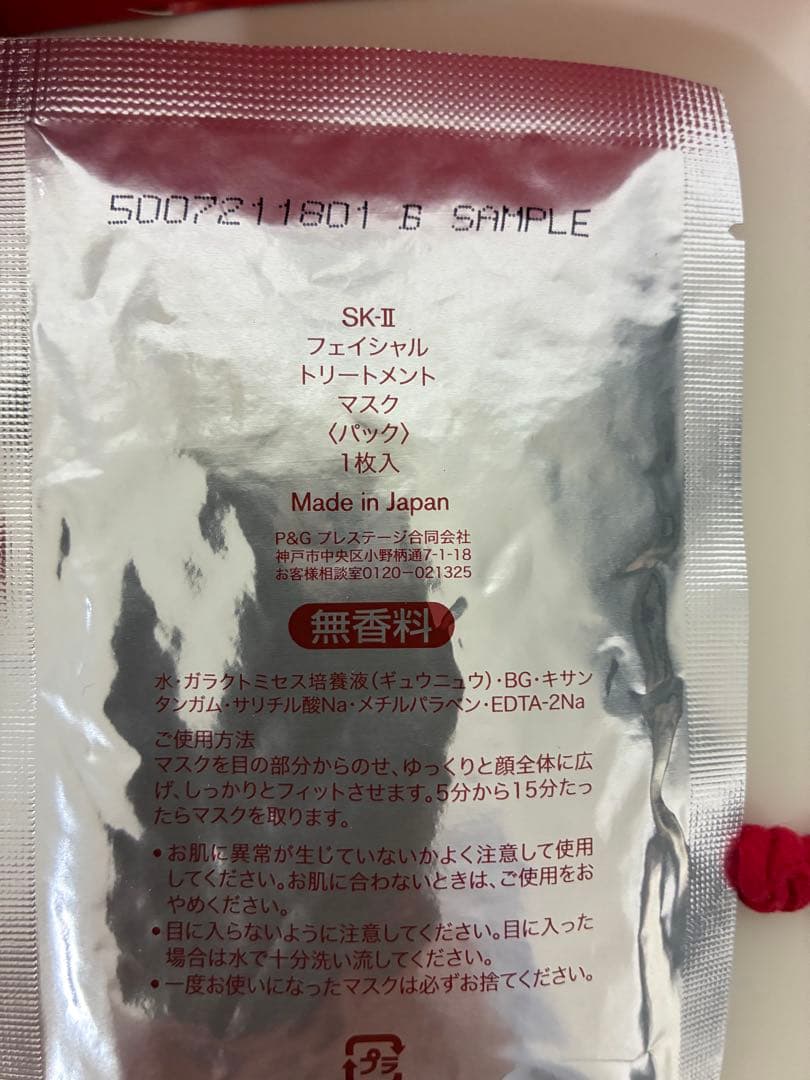 5007211801 B SAMPLE
SK-Ⅱ
フェイシャル
トリートメント
マスク
〈パック〉
1枚入
Made in Japan
P&G プレステージ合同会社
神戸市中央区小野柄通7-1-18
お客様相談室0120-021325
無香料
水・ガラクトミセス培養液(ギュウニュウ)・BG・キサン
タンガム・サリチル酸Na・メチルパラベン・EDTA-2Na
ご使用方法
マスクを目の部分からのせ、ゆっくりと顔全体に広
げ、しっかりとフィットさせます。5分から15分たっ
たらマスクを取ります。
•お肌に異常が生じていないかよく注意して使用
してください。お肌に合わないときは、ご使用をお
やめください。
•目に入らないように注意してください。目に入った
場合は水で十分洗い流してください。
•一度お使いになったマスクは必ずお捨てください。
プラ